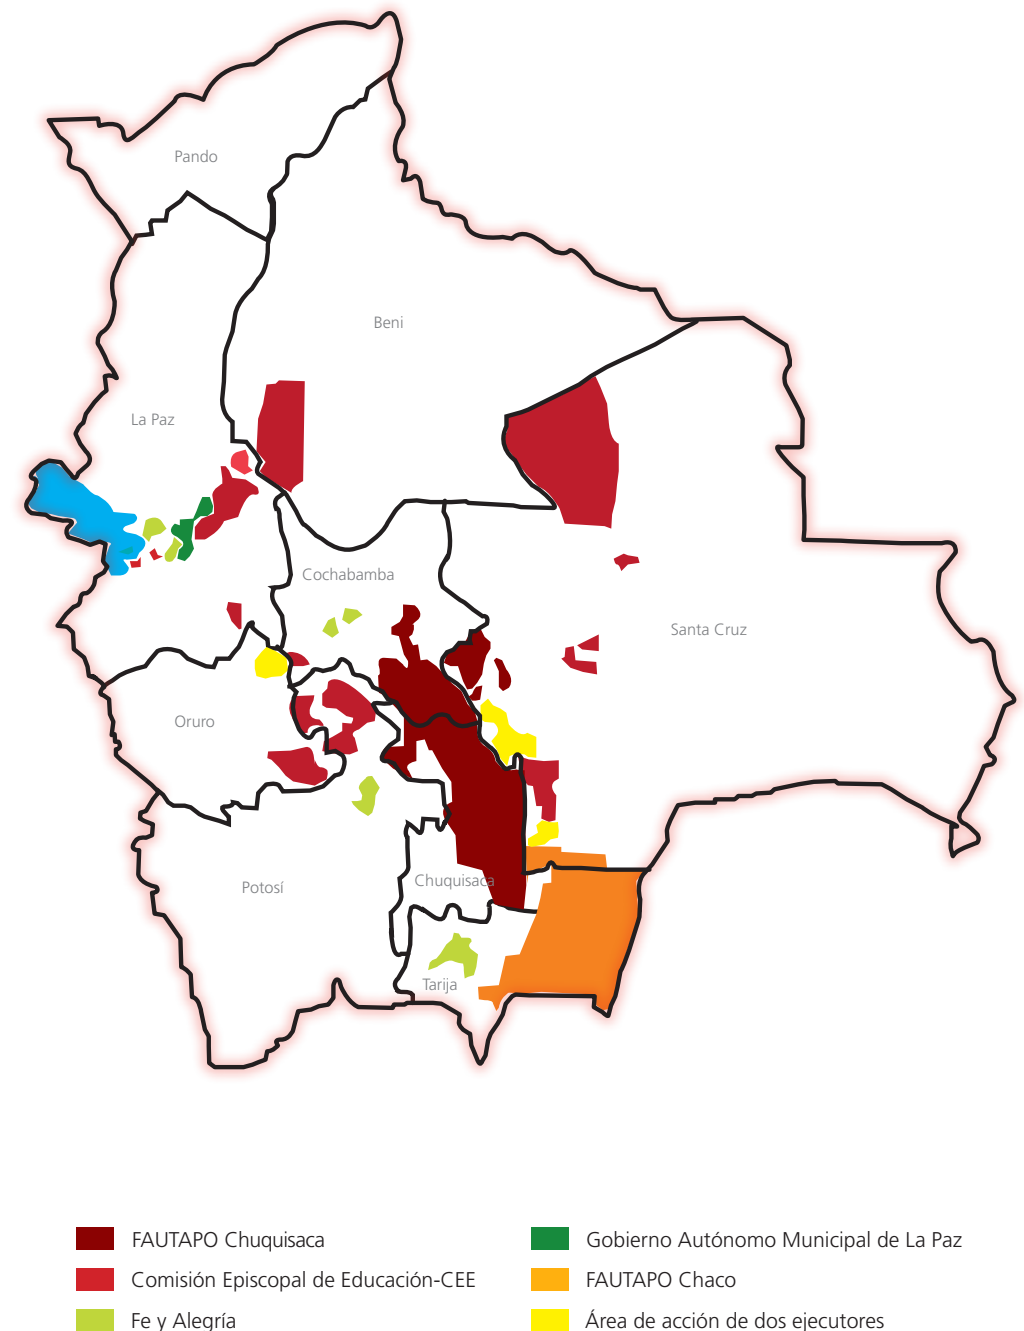 Pando
Beni
La Paz
Cochabamba
Santa Cruz
Oruro
Potosí
Chuquisaca
Tarija
FAUTAPO Chuquisaca
Comisión Episcopal de Educación-CEE
Fe y Alegría
Gobierno Autónomo Municipal de La Paz
FAUTAPO Chaco
Área de acción de dos ejecutores